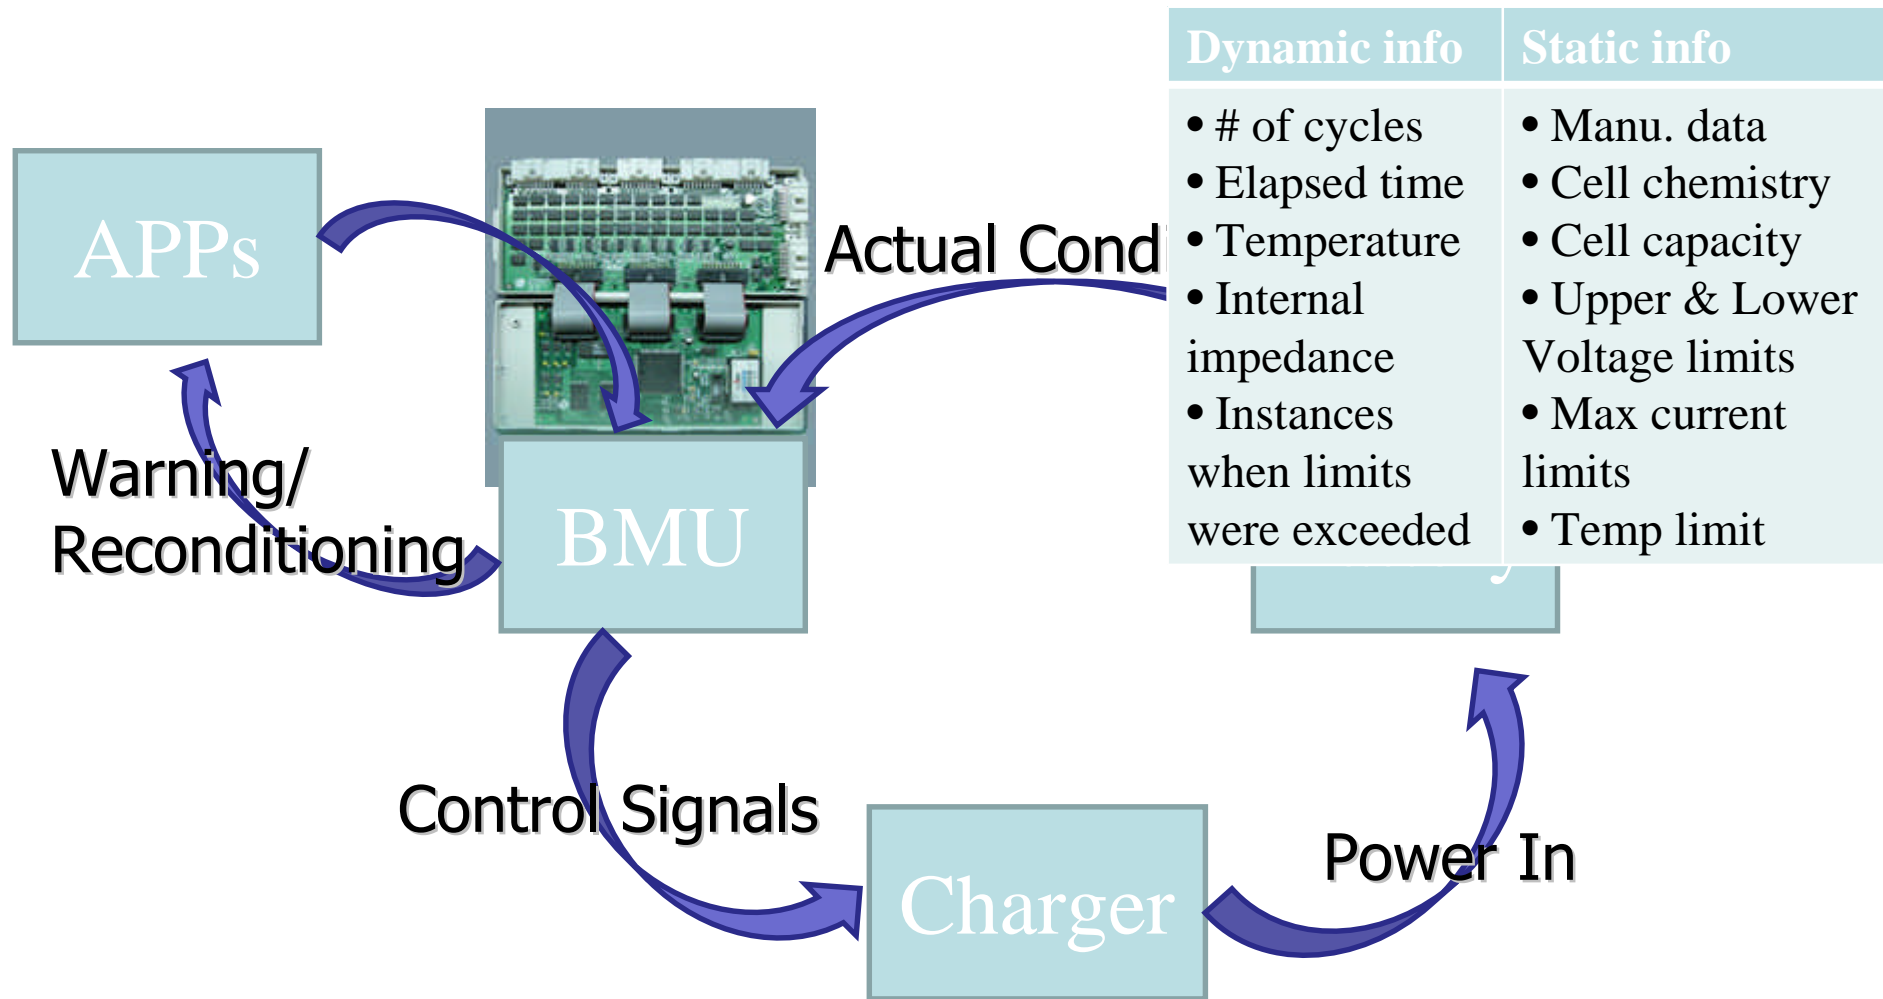 Dynamic info
Static info
• # of cycles
• Elapsed time
• Temperature
• Internal
impedance
• Instances
when limits
were exceeded
• Manu. data
• Cell chemistry
• Cell capacity
• Upper & Lower
Voltage limits
• Max current
limits
• Temp limit
APPs
Actual
Warning/
Reconditioning
BMU
Control Signals
Charger
Power In